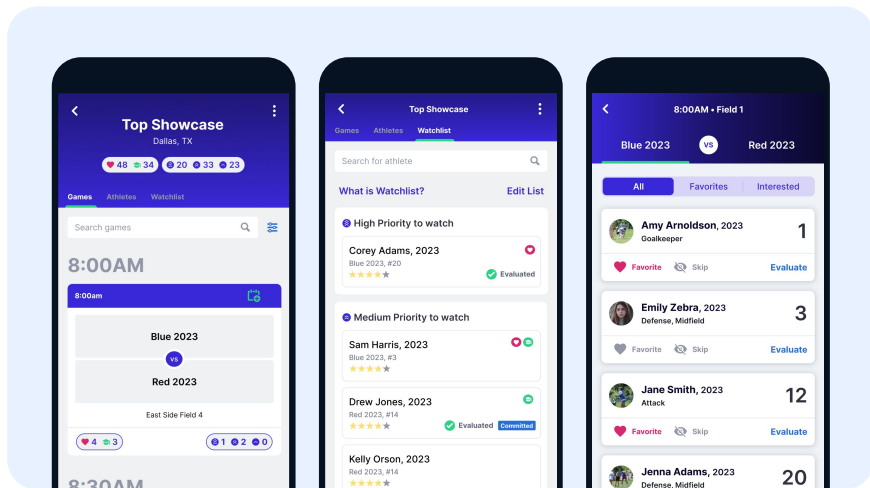 Top Showcase
Dallas, TX
48 34 20 33 23
Games Athletes Watchlist
Search games
8:00AM
8:00am
Blue 2023
VS
Red 2023
East Side Field 4
4 3 1 2 0
8:30AM
Top Showcase
Games Athletes Watchlist
Search for athlete
What is Watchlist? Edit List
High Priority to watch
Corey Adams, 2023
Blue 2023, #20
Evaluated
Medium Priority to watch
Sam Harris, 2023
Blue 2023, #3
Drew Jones, 2023
Red 2023, #14
Evaluated Committed
Kelly Orson, 2023
Red 2023, #14
8:00AM • Field 1
Blue 2023 VS Red 2023
All Favorites Interested
Amy Arnoldson, 2023 1
Goalkeeper
Favorite Skip Evaluate
Emily Zebra, 2023 3
Defense, Midfield
Favorite Skip Evaluate
Jane Smith, 2023 12
Attack
Favorite Skip Evaluate
Jenna Adams, 2023 20
Defense, Midfield